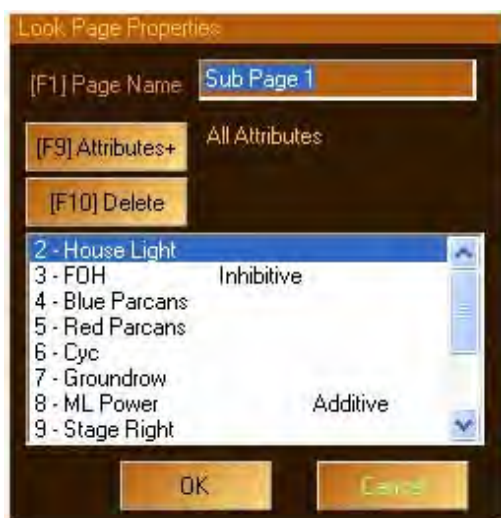 Look Page Properties
[F1] Page Name Sub Page 1
[F9] Attributes+ All Attributes
[F10] Delete
2 - House Light
3 - FOH Inhibitive
4 - Blue Parcans
5 - Red Parcans
6 - Cyc
7 - Groundrow
8 - ML Power Additive
9 - Stage Right
OK Cancel